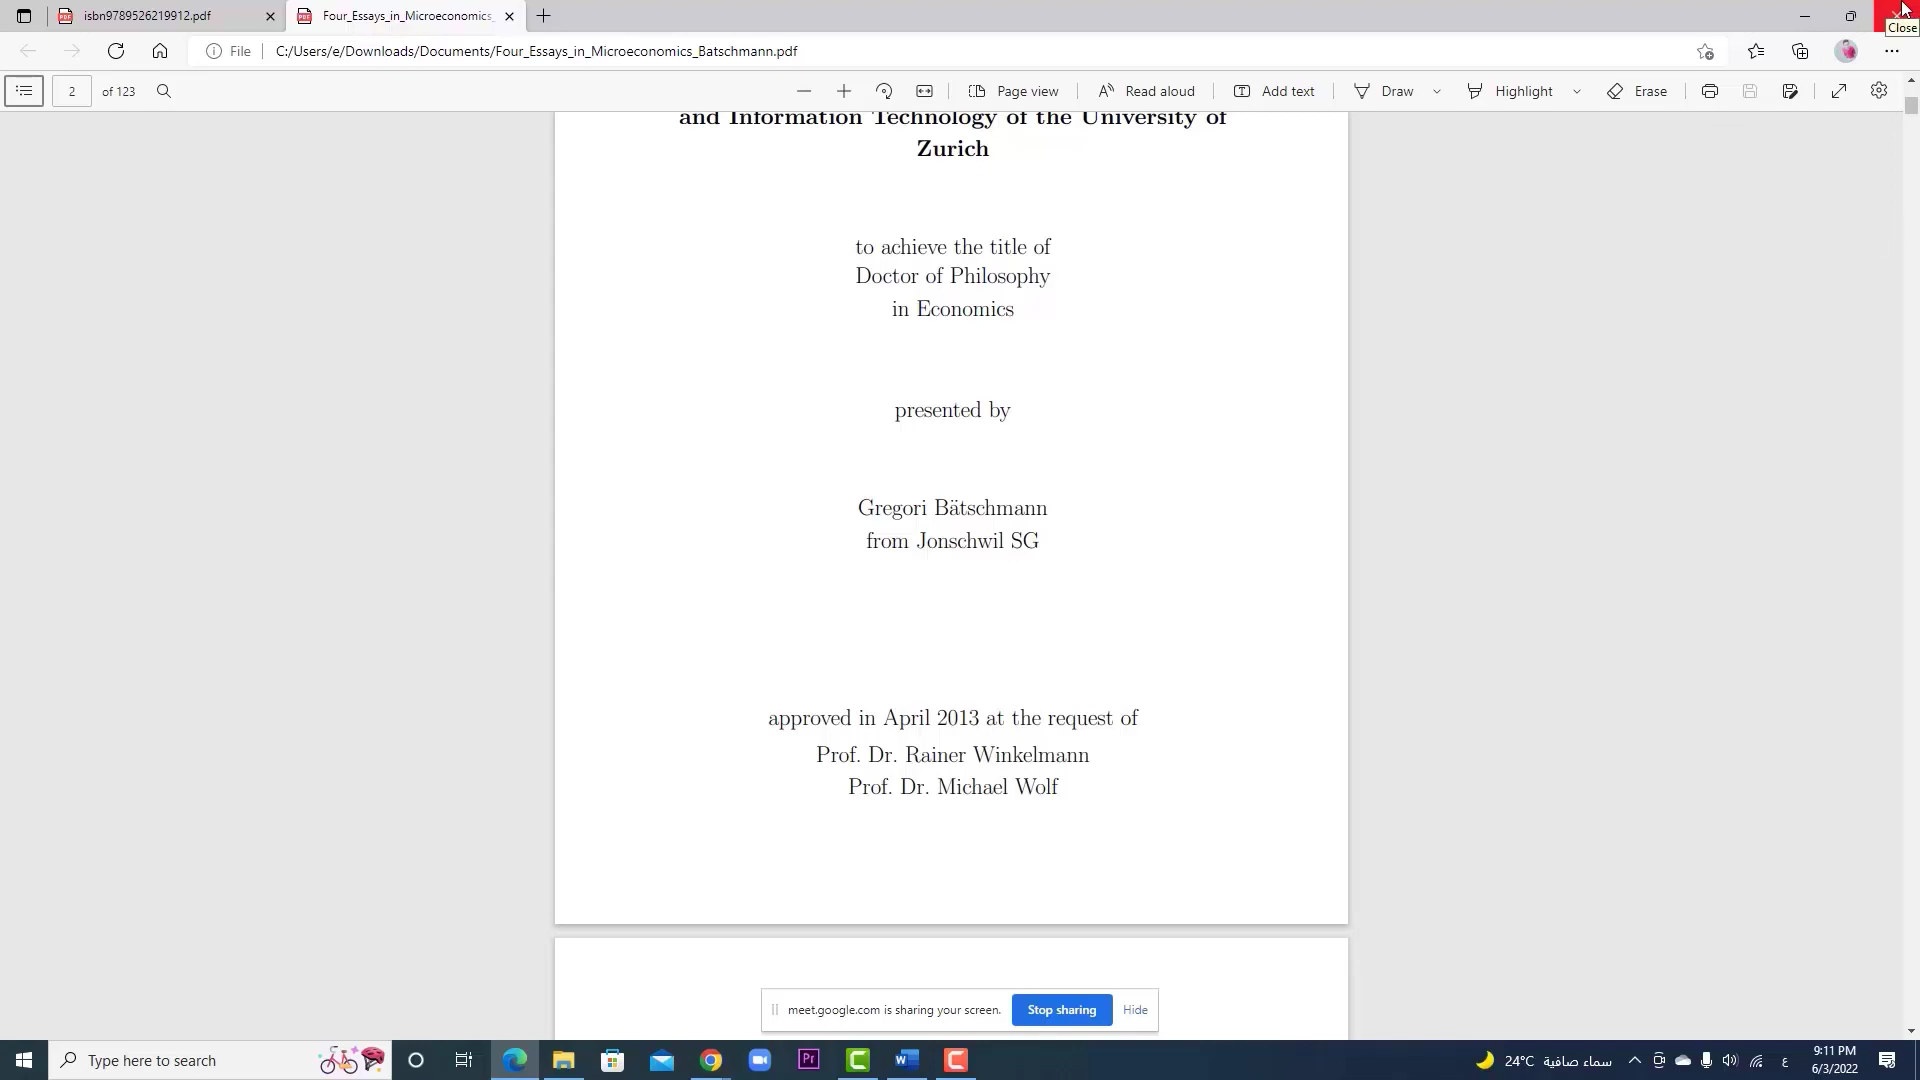 isbn9789526219912.pdf
Four_Essays_in_Microeconomics_
Close
File
C:/Users/e/Downloads/Documents/Four_Essays_in_Microeconomics_Batschmann.pdf
2 of 123
Page view
Read aloud
Add text
Draw
Highlight
Erase
and Information Technology of the University of
Zurich
to achieve the title of
Doctor of Philosophy
in Economics
presented by
Gregori Bätschmann
from Jonschwil SG
approved in April 2013 at the request of
Prof. Dr. Rainer Winkelmann
Prof. Dr. Michael Wolf
meet.google.com is sharing your screen.
Stop sharing
Hide
Type here to search
Pr
24°C سماء صافية
ع
9:11 PM
6/3/2022